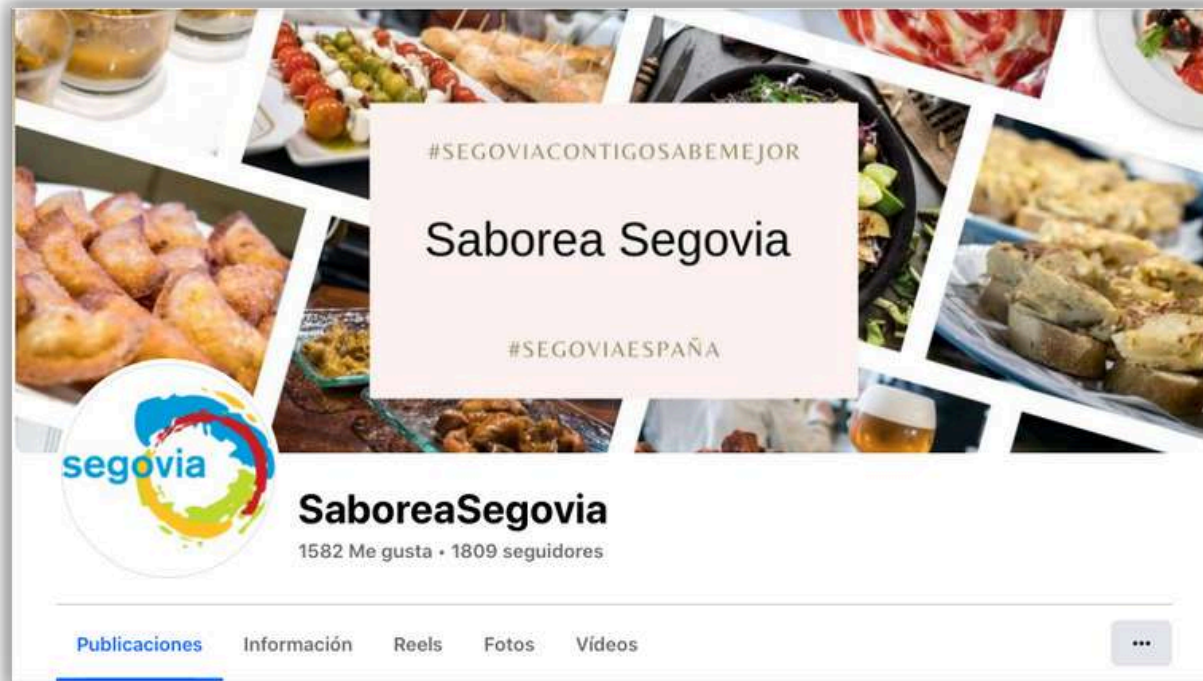 #SEGOVIACONTIGOSABEMEJOR
Saborea Segovia
#SEGOVIAESPAÑA
segovia
SaboreaSegovia
1582 Me gusta • 1809 seguidores
Publicaciones Información Reels Fotos Vídeos